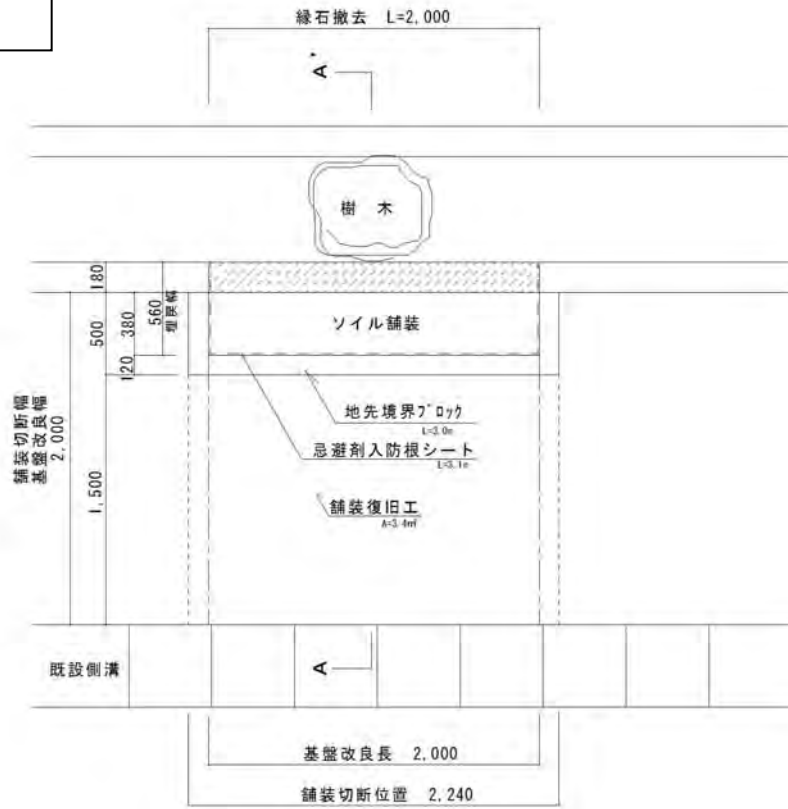 縁石撤去 L=2,000
A'
樹 木
180
500
380
120
560
埋戻幅
ソイル舗装
地先境界ブロック
L=3.0m
忌避剤入防根シート
L=3.1m
舗装切断幅
基盤改良幅
2,000
1,500
舗装復旧工
A=3.4㎡
既設側溝
A
基盤改良長 2,000
舗装切断位置 2,240